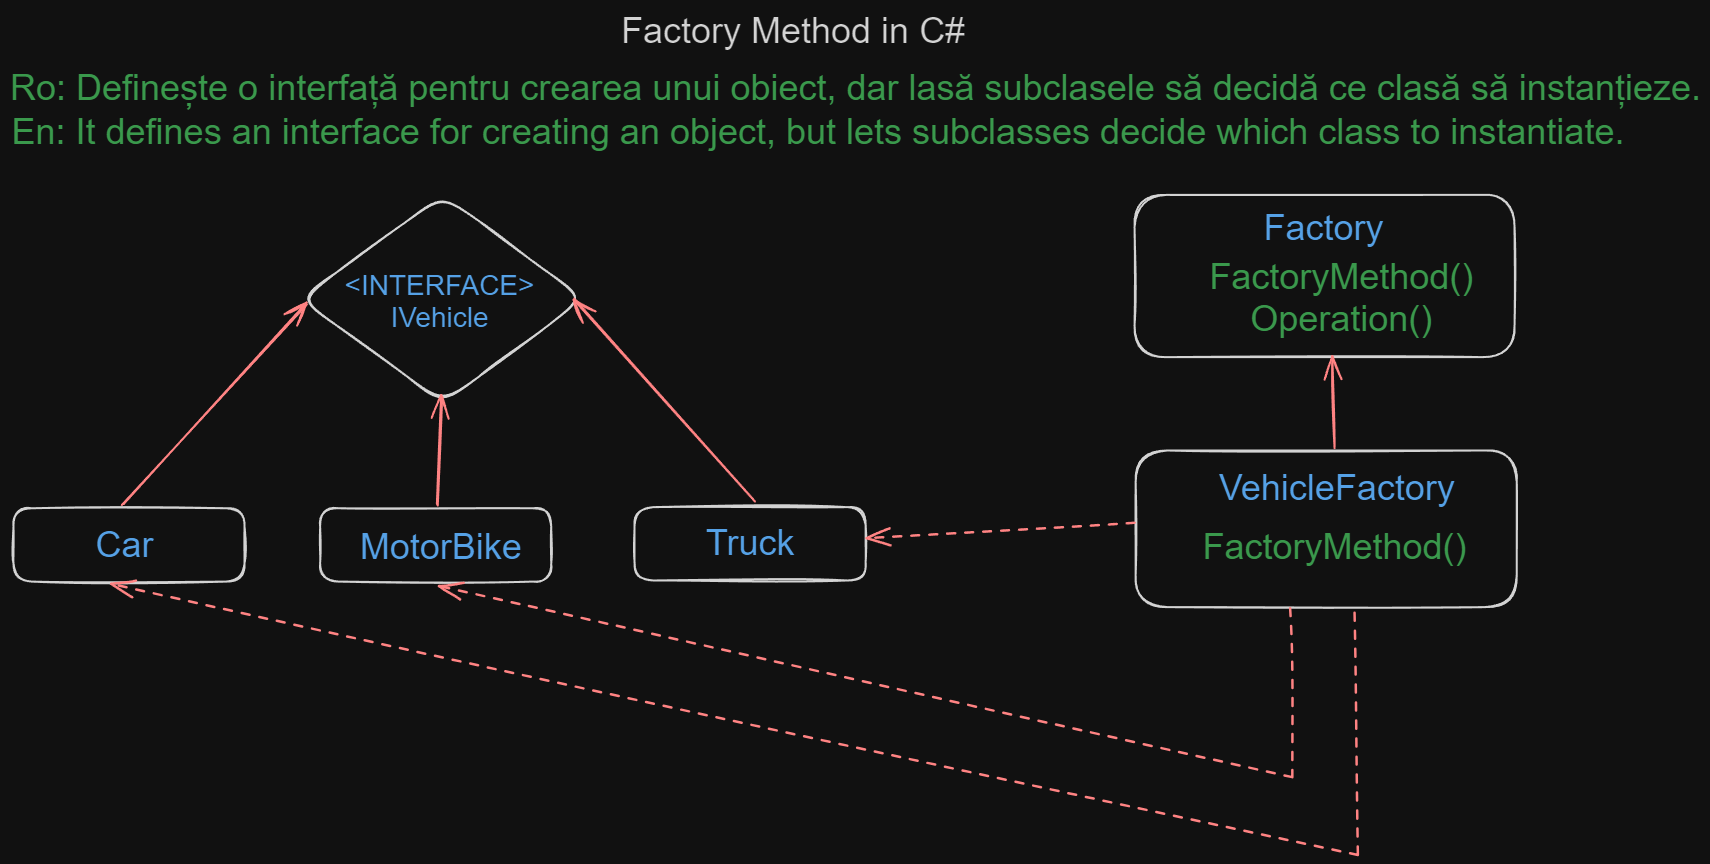 Factory Method in C#
Ro: Definește o interfață pentru crearea unui obiect, dar lasă subclasele să decidă ce clasă să instanțieze.
En: It defines an interface for creating an object, but lets subclasses decide which class to instantiate.
<INTERFACE>
IVehicle
Factory
FactoryMethod()
Operation()
Car
MotorBike
Truck
VehicleFactory
FactoryMethod()